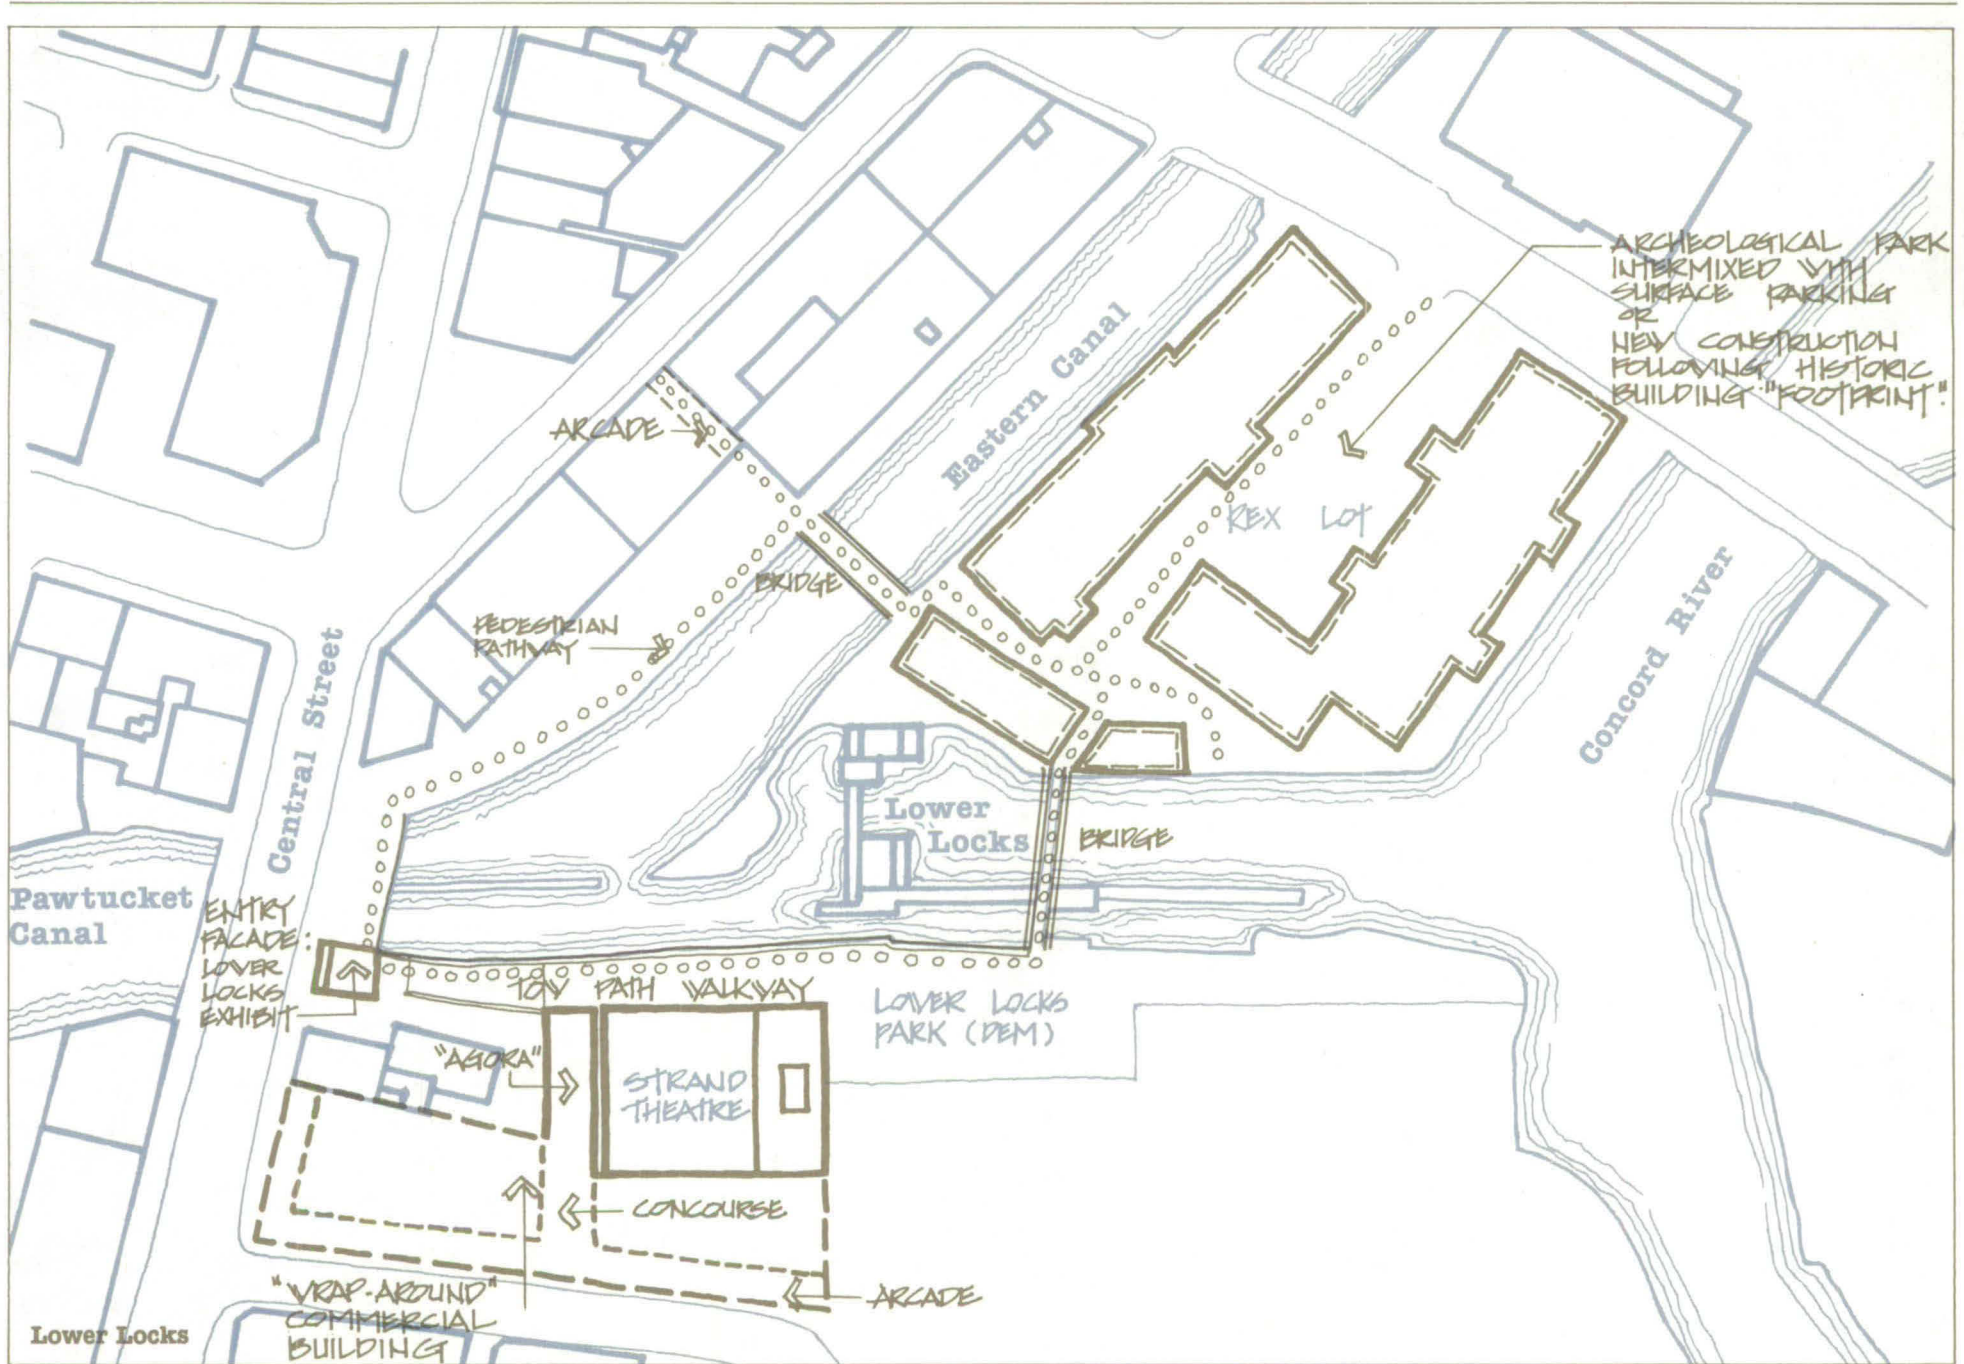 ARCHEOLOGICAL PARK
INTERMIXED WITH
SURFACE PARKING
OR
NEW CONSTRUCTION
FOLLOWING HISTORIC
BUILDING "FOOTPRINT".
Eastern Canal
ARCADE
REX LOT
BRIDGE
PEDESTRIAN
PATHWAY
Concord River
Central Street
Lower
Locks
BRIDGE
Pawtucket
Canal
ENTRY
FACADE:
LOWER
LOCKS
EXHIBIT
TOW PATH WALKWAY
LOWER LOCKS
PARK (DEM)
"AGORA"
STRAND
THEATRE
CONCOURSE
"WRAP-AROUND"
COMMERCIAL
BUILDING
ARCADE
Lower Locks